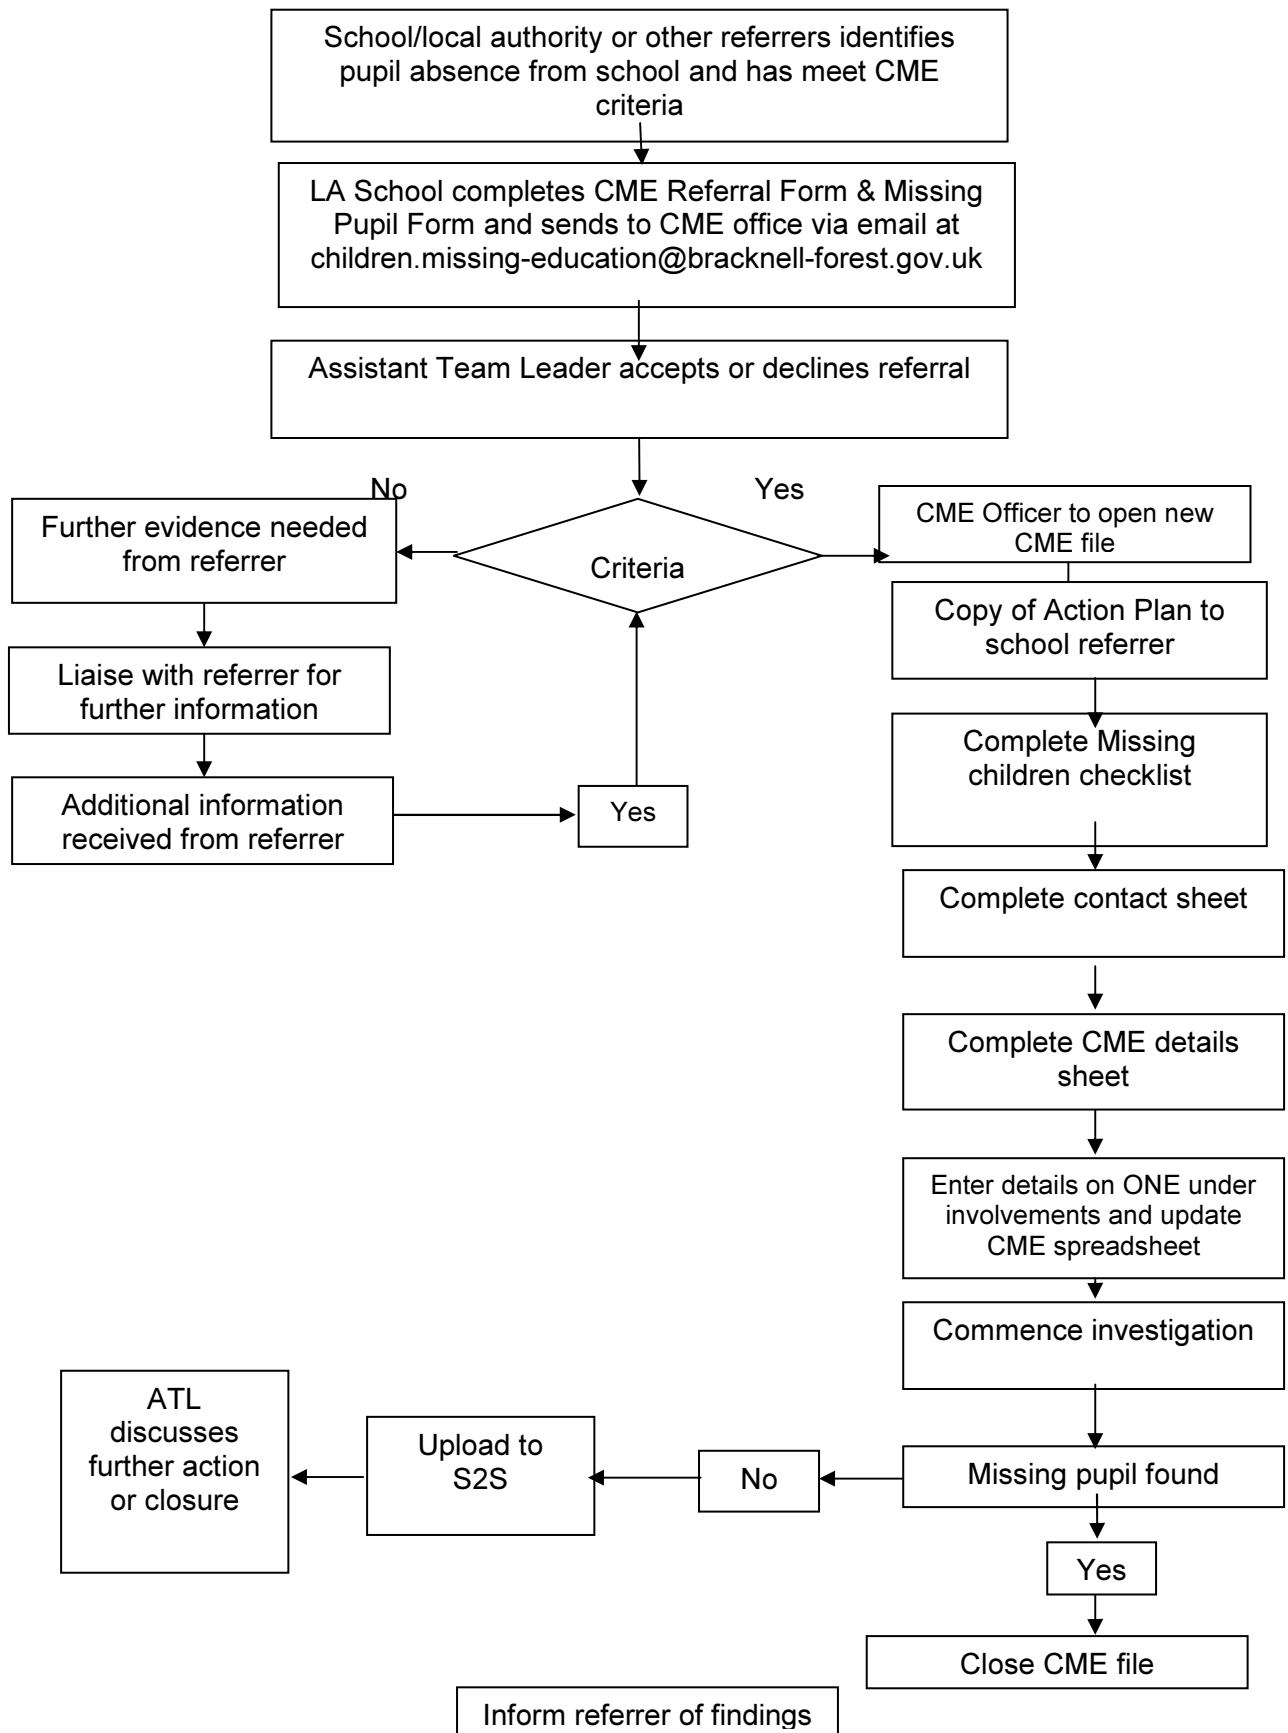 School/local authority or other referrers identifies
pupil absence from school and has meet CME
criteria
LA School completes CME Referral Form & Missing
Pupil Form and sends to CME office via email at
children.missing-education@bracknell-forest.gov.uk
Assistant Team Leader accepts or declines referral
No
Yes
Criteria
Further evidence needed
from referrer
Liaise with referrer for
further information
Additional information
received from referrer
Yes
CME Officer to open new
CME file
Copy of Action Plan to
school referrer
Complete Missing
children checklist
Complete contact sheet
Complete CME details
sheet
Enter details on ONE under
involvements and update
CME spreadsheet
Commence investigation
Missing pupil found
No
Upload to
S2S
ATL
discusses
further action
or closure
Yes
Close CME file
Inform referrer of findings